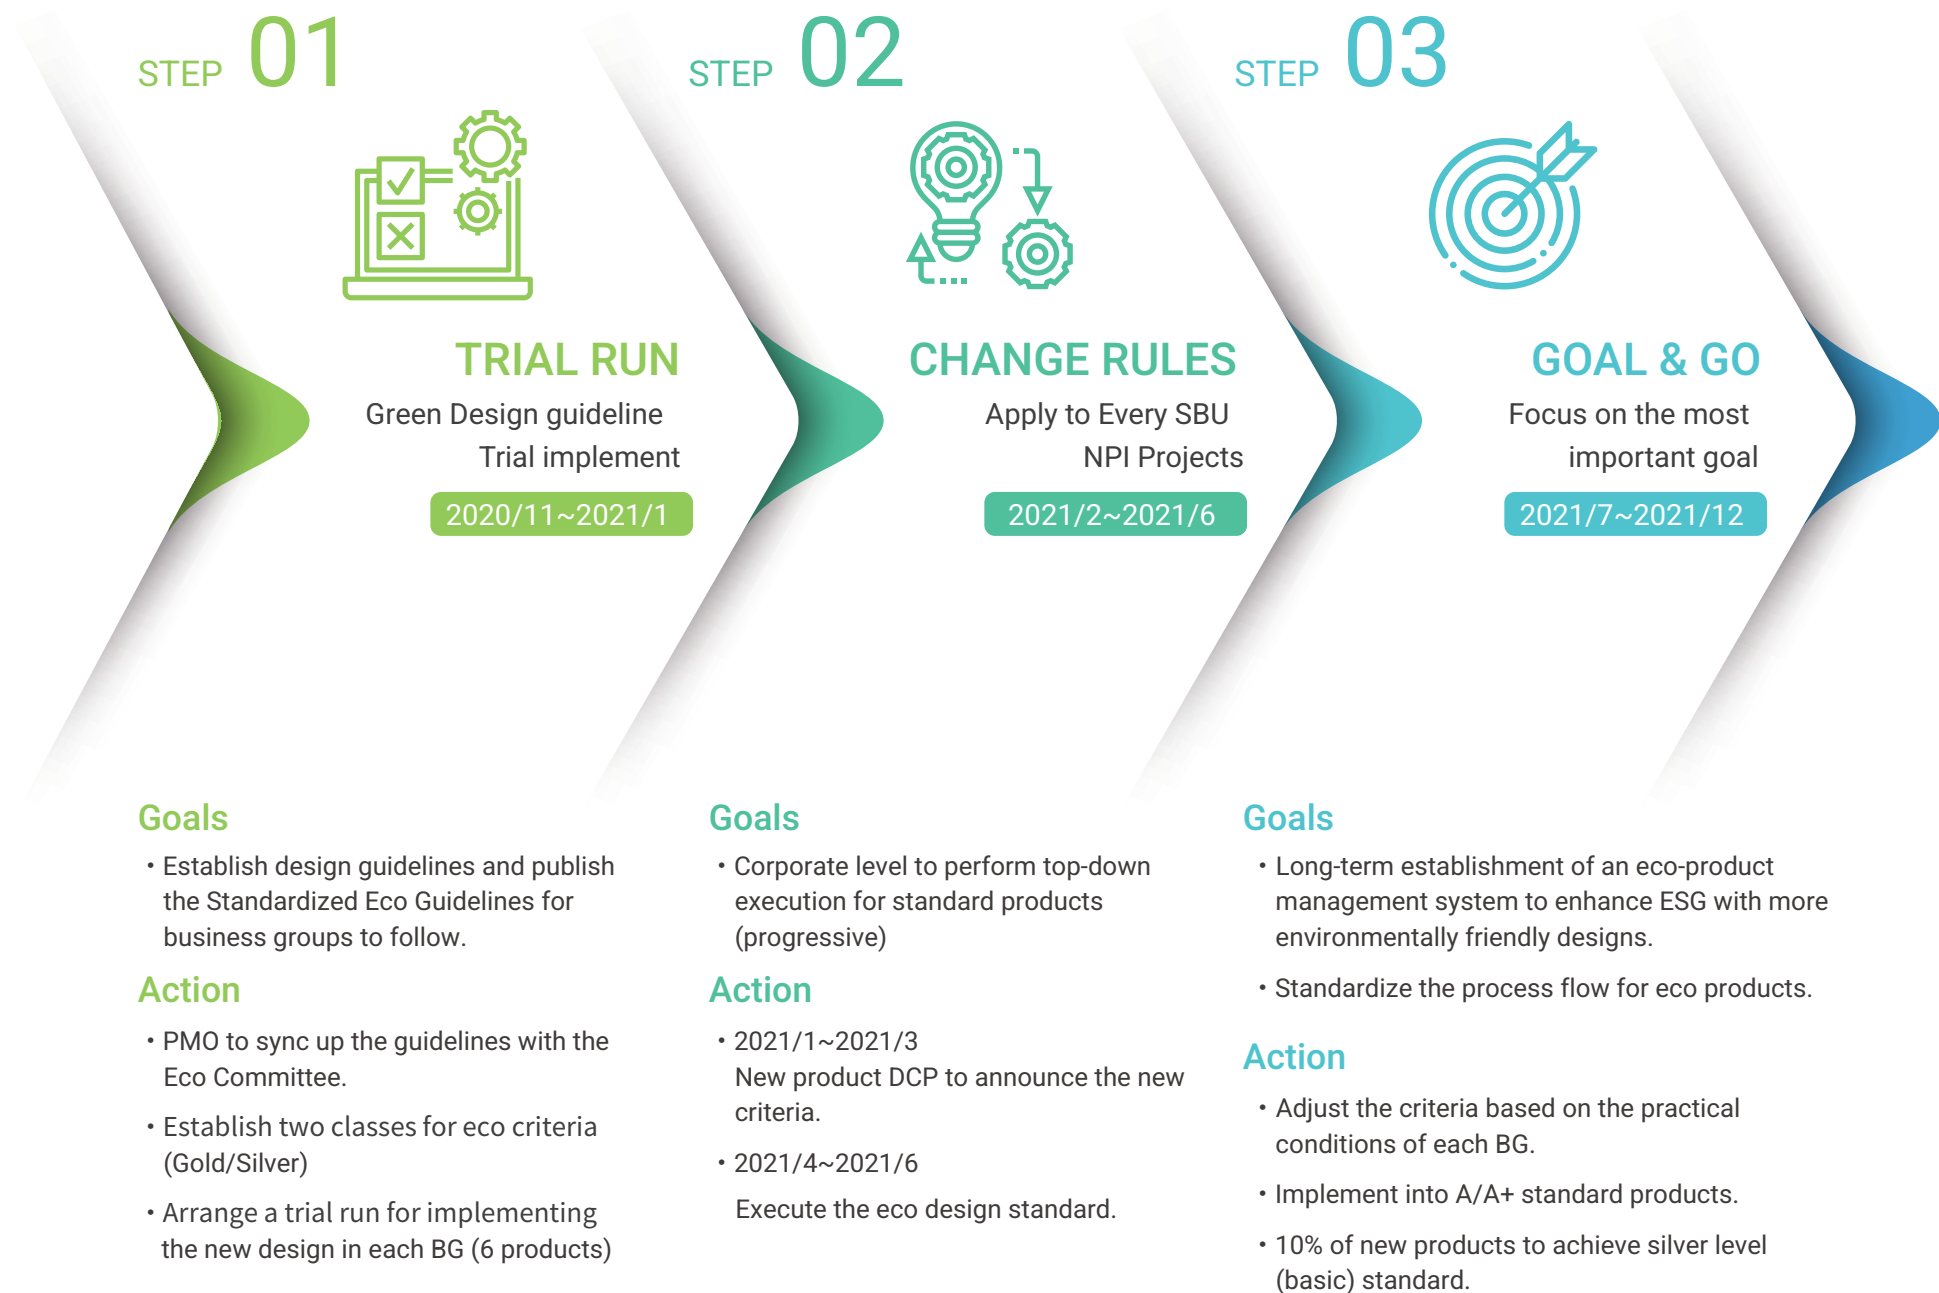 STEP 01
TRIAL RUN
Green Design guideline
Trial implement
2020/11~2021/1
STEP 02
CHANGE RULES
Apply to Every SBU
NPI Projects
2021/2~2021/6
STEP 03
GOAL & GO
Focus on the most
important goal
2021/7~2021/12
Goals
・Establish design guidelines and publish
the Standardized Eco Guidelines for
business groups to follow.
Action
・PMO to sync up the guidelines with the
Eco Committee.
・Establish two classes for eco criteria
(Gold/Silver)
・Arrange a trial run for implementing
the new design in each BG (6 products)
Goals
・Corporate level to perform top-down
execution for standard products
(progressive)
Action
・2021/1~2021/3
New product DCP to announce the new
criteria.
・2021/4~2021/6
Execute the eco design standard.
Goals
・Long-term establishment of an eco-product
management system to enhance ESG with more
environmentally friendly designs.
・Standardize the process flow for eco products.
Action
・Adjust the criteria based on the practical
conditions of each BG.
・Implement into A/A+ standard products.
・10% of new products to achieve silver level
(basic) standard.